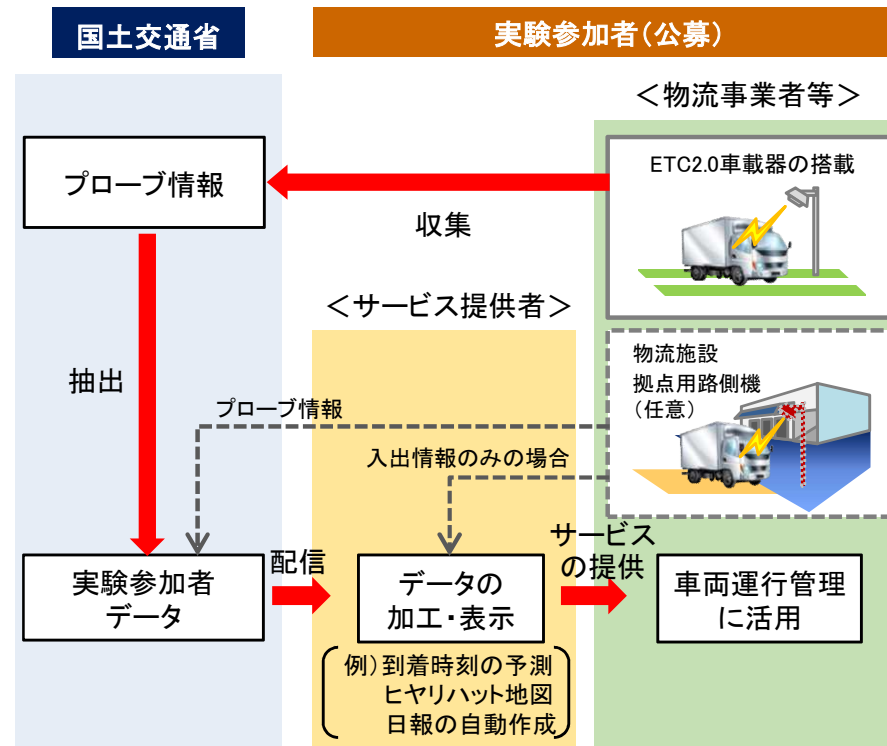 国土交通省
実験参加者(公募)
＜物流事業者等＞
プローブ情報
ETC2.0車載器の搭載
収集
＜サービス提供者＞
抽出
物流施設
拠点用路側機
(任意)
プローブ情報
入出情報のみの場合
配信
サービス
の提供
実験参加者
データ
データの
加工・表示
車両運行管理
に活用
例)到着時刻の予測
ヒヤリハット地図
日報の自動作成